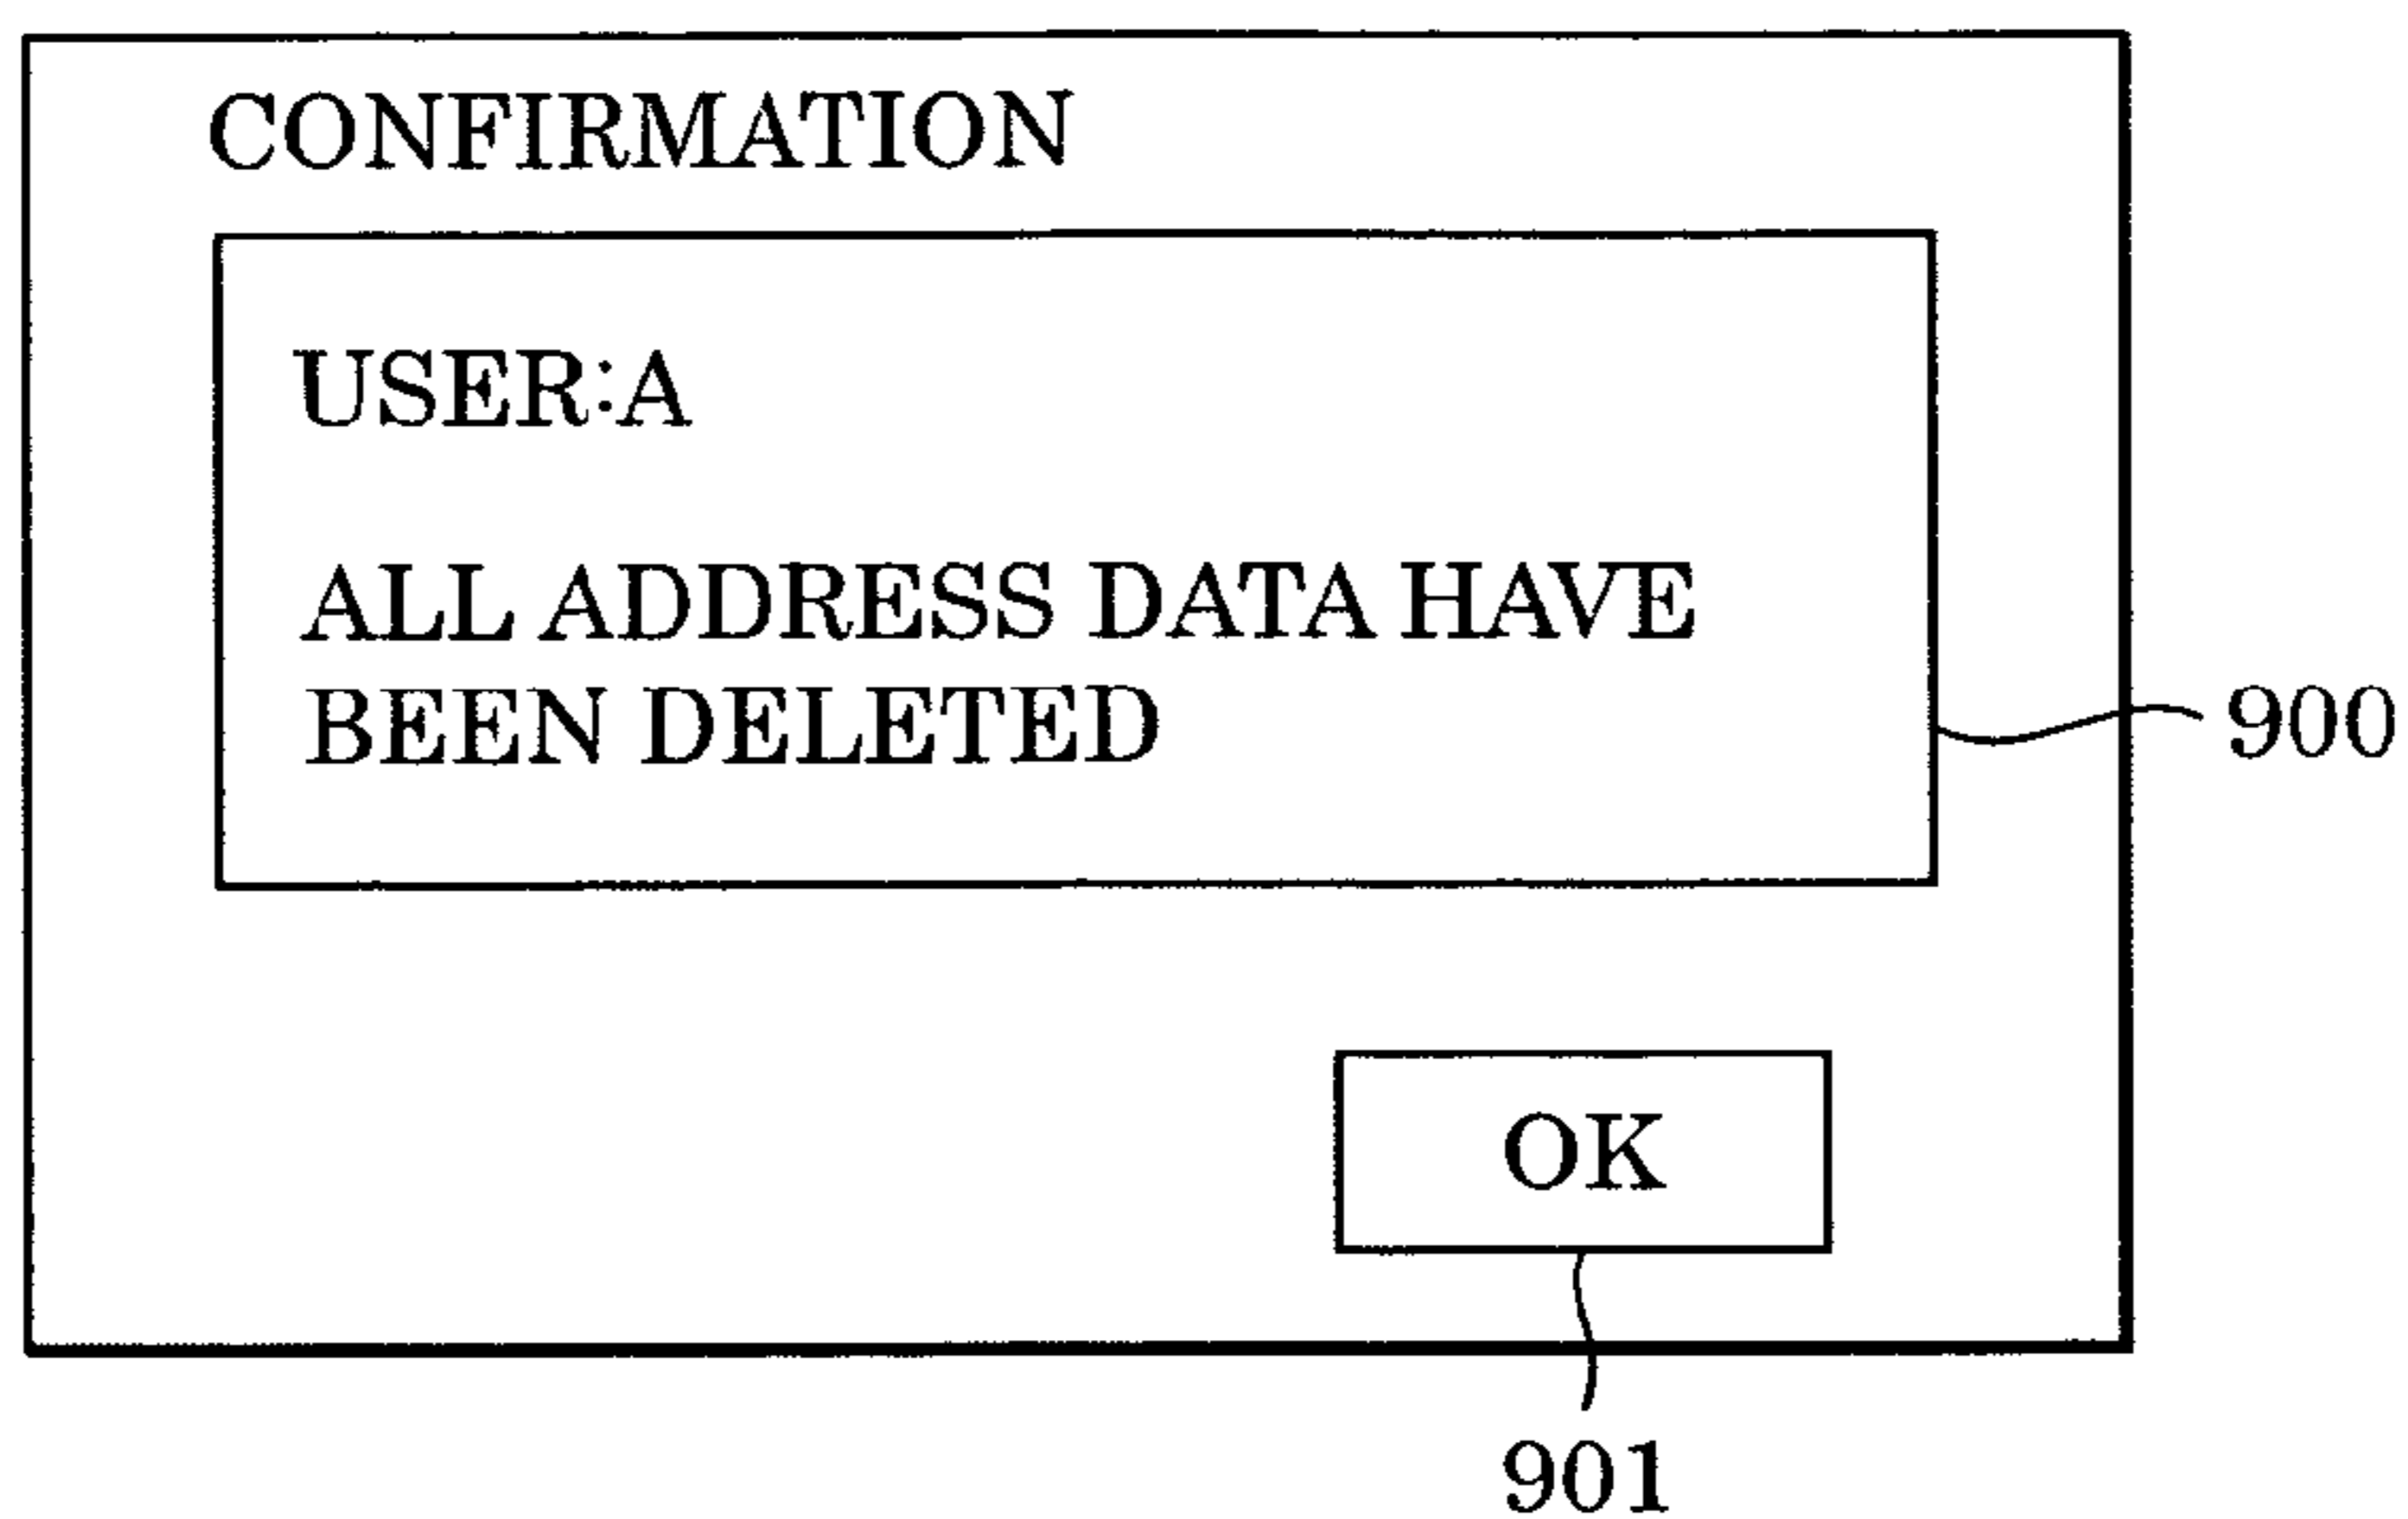 CONFIRMATION
USER:A
ALL ADDRESS DATA HAVE
BEEN DELETED
900
OK
901